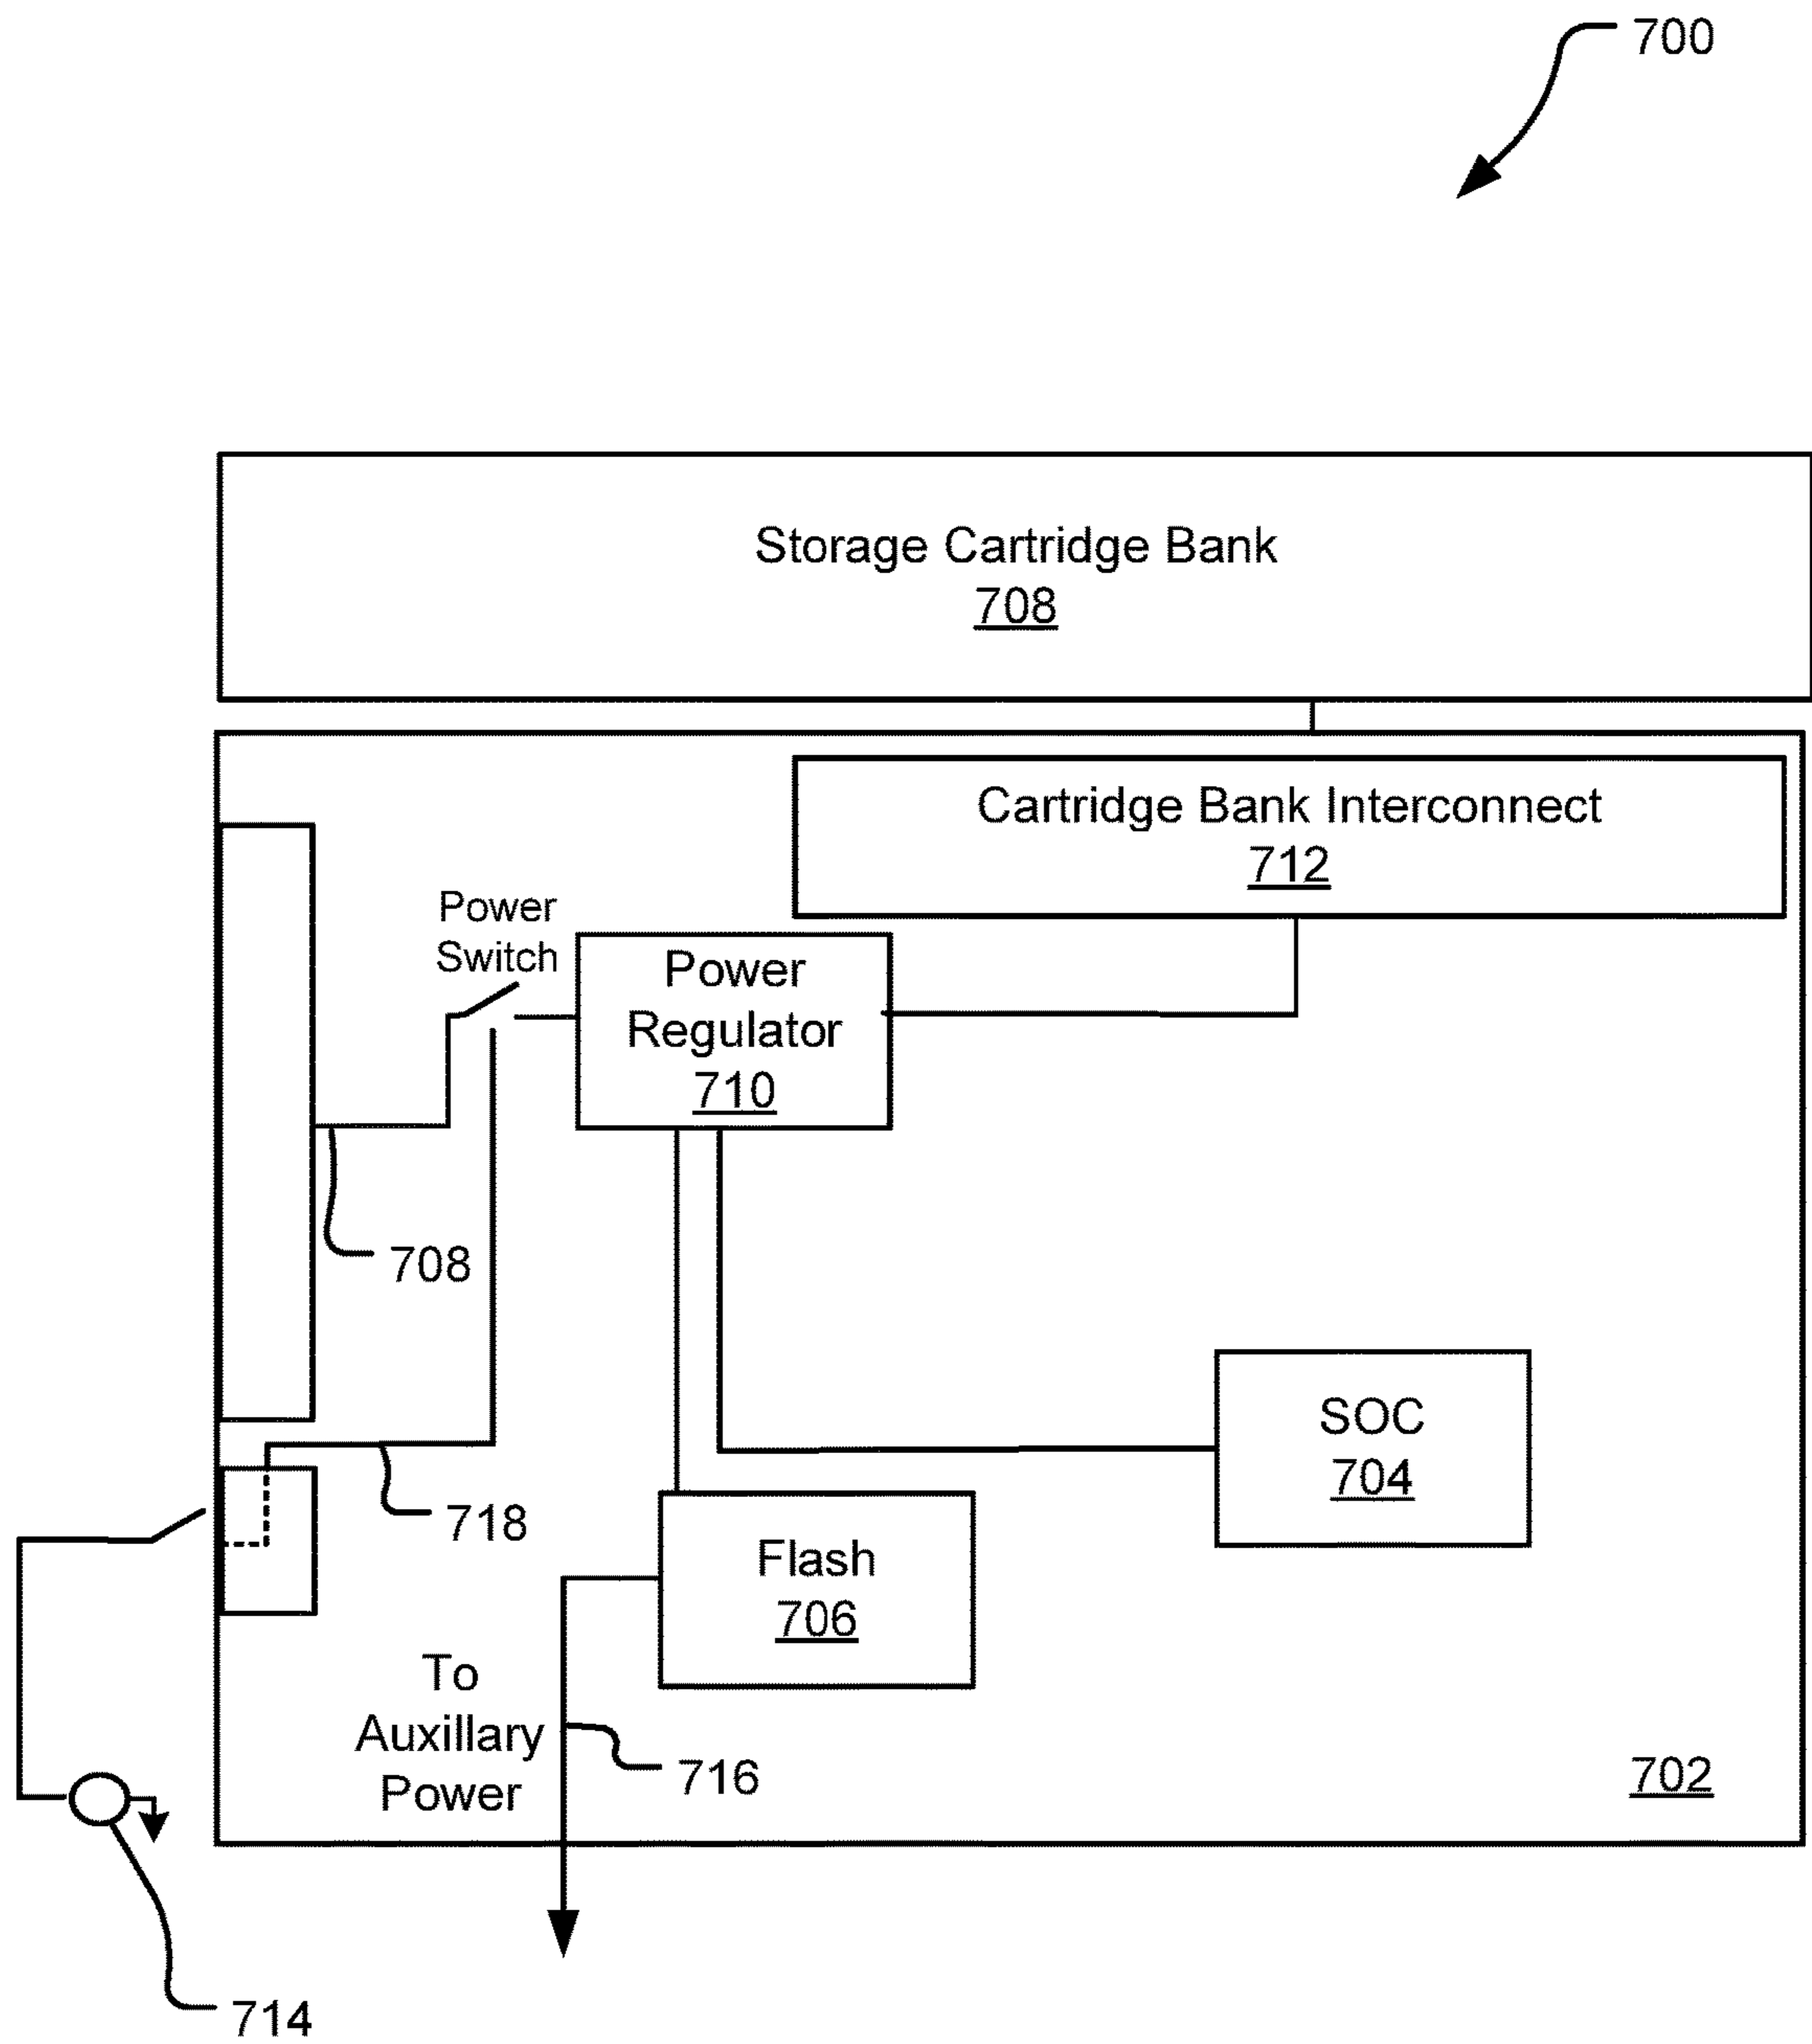 700
Storage Cartridge Bank
708
Cartridge Bank Interconnect
712
Power
Switch
Power
Regulator
710
708
SOC
704
718
Flash
706
To
Auxillary
Power
716
702
714